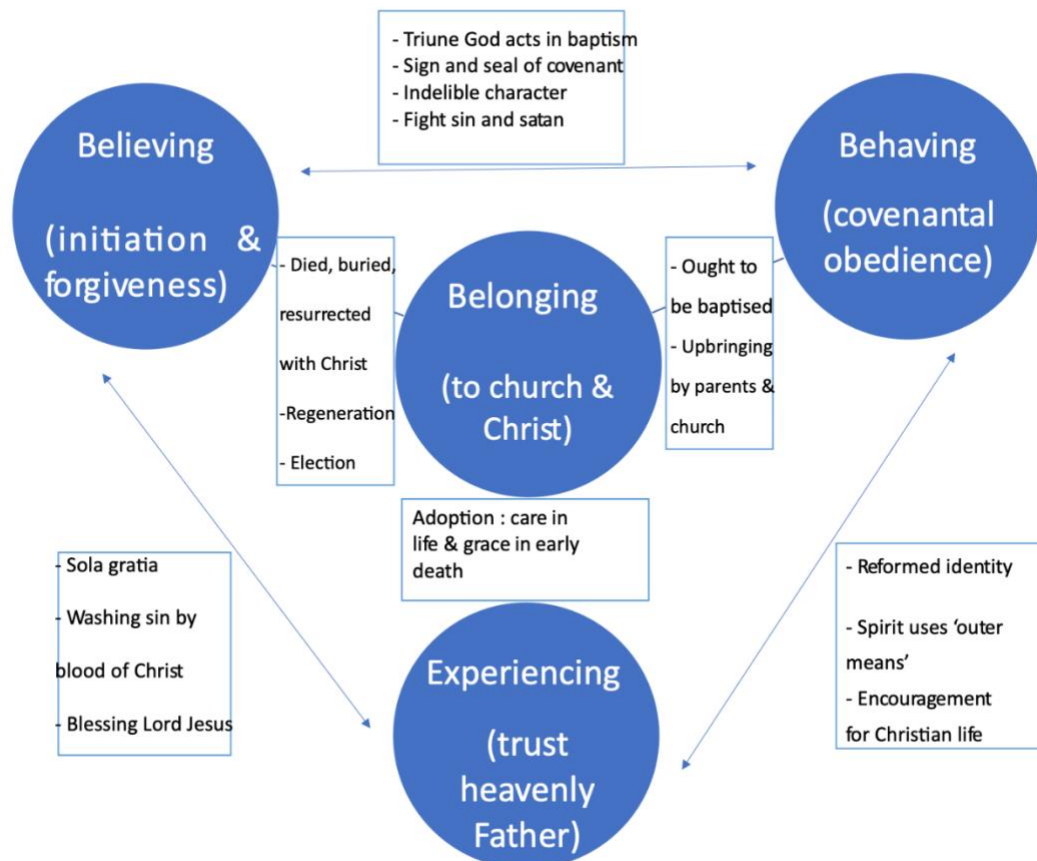 - Triune God acts in baptism
- Sign and seal of covenant
- Indelible character
- Fight sin and satan
Believing
(initiation &
forgiveness)
Behaving
(covenantal
obedience)
- Died, buried,
resurrected
with Christ
-Regeneration
- Election
Belonging
(to church &
Christ)
- Ought to
be baptised
- Upbringing
by parents &
church
Adoption : care in
life & grace in early
death
- Sola gratia
- Washing sin by
blood of Christ
- Blessing Lord Jesus
Experiencing
(trust
heavenly
Father)
- Reformed identity
- Spirit uses ‘outer
means’
- Encouragement
for Christian life